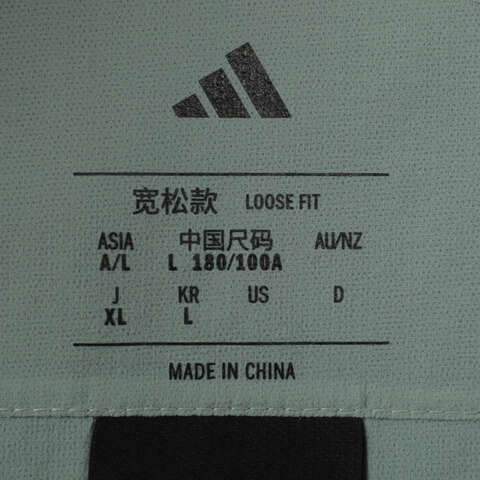 宽松款 LOOSE FIT
ASIA 中国尺码 AU/NZ
A/L L 180/100A
J KR US D
XL L
MADE IN CHINA